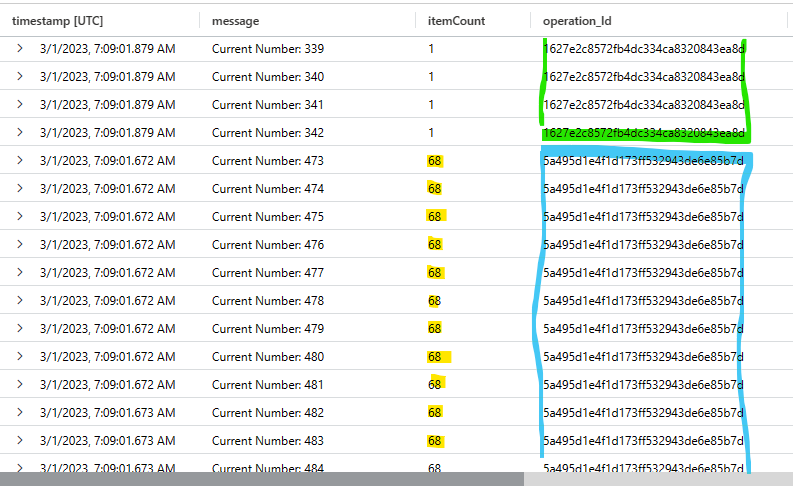 timestamp [UTC] message itemCount operation_Id
3/1/2023, 7:09:01.879 AM Current Number: 339 1 1627e2c8572fb4dc334ca8320843ea8d
3/1/2023, 7:09:01.879 AM Current Number: 340 1 1627e2c8572fb4dc334ca8320843ea8d
3/1/2023, 7:09:01.879 AM Current Number: 341 1 1627e2c8572fb4dc334ca8320843ea8d
3/1/2023, 7:09:01.879 AM Current Number: 342 1 1627e2c8572fb4dc334ca8320843ea8d
3/1/2023, 7:09:01.672 AM Current Number: 473 68 5a495d1e4f1d173ff532943de6e85b7d
3/1/2023, 7:09:01.672 AM Current Number: 474 68 5a495d1e4f1d173ff532943de6e85b7d
3/1/2023, 7:09:01.672 AM Current Number: 475 68 5a495d1e4f1d173ff532943de6e85b7d
3/1/2023, 7:09:01.672 AM Current Number: 476 68 5a495d1e4f1d173ff532943de6e85b7d
3/1/2023, 7:09:01.672 AM Current Number: 477 68 5a495d1e4f1d173ff532943de6e85b7d
3/1/2023, 7:09:01.672 AM Current Number: 478 68 5a495d1e4f1d173ff532943de6e85b7d
3/1/2023, 7:09:01.672 AM Current Number: 479 68 5a495d1e4f1d173ff532943de6e85b7d
3/1/2023, 7:09:01.672 AM Current Number: 480 68 5a495d1e4f1d173ff532943de6e85b7d
3/1/2023, 7:09:01.672 AM Current Number: 481 68 5a495d1e4f1d173ff532943de6e85b7d
3/1/2023, 7:09:01.673 AM Current Number: 482 68 5a495d1e4f1d173ff532943de6e85b7d
3/1/2023, 7:09:01.673 AM Current Number: 483 68 5a495d1e4f1d173ff532943de6e85b7d
3/1/2023, 7:09:01.673 AM Current Number: 484 68 5a495d1e4f1d173ff532943de6e85b7d